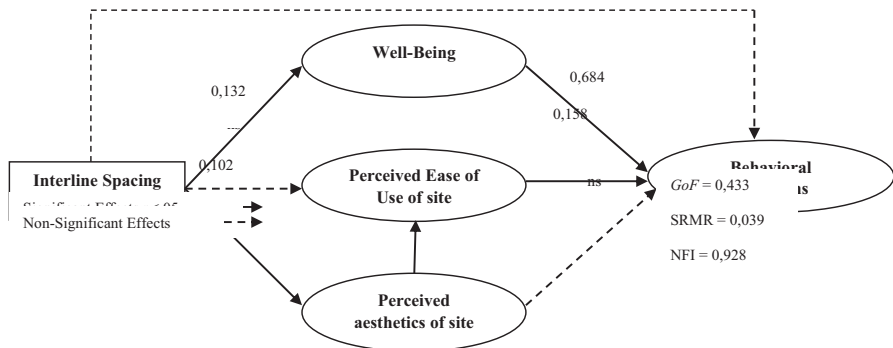 Well-Being
0,132
0,684
0,158
0,102
Interline Spacing
Perceived Ease of
Use of site
ns
Behavioral
GoF = 0,433
SRMR = 0,039
NFI = 0,928
Non-Significant Effects
Perceived
aesthetics of site